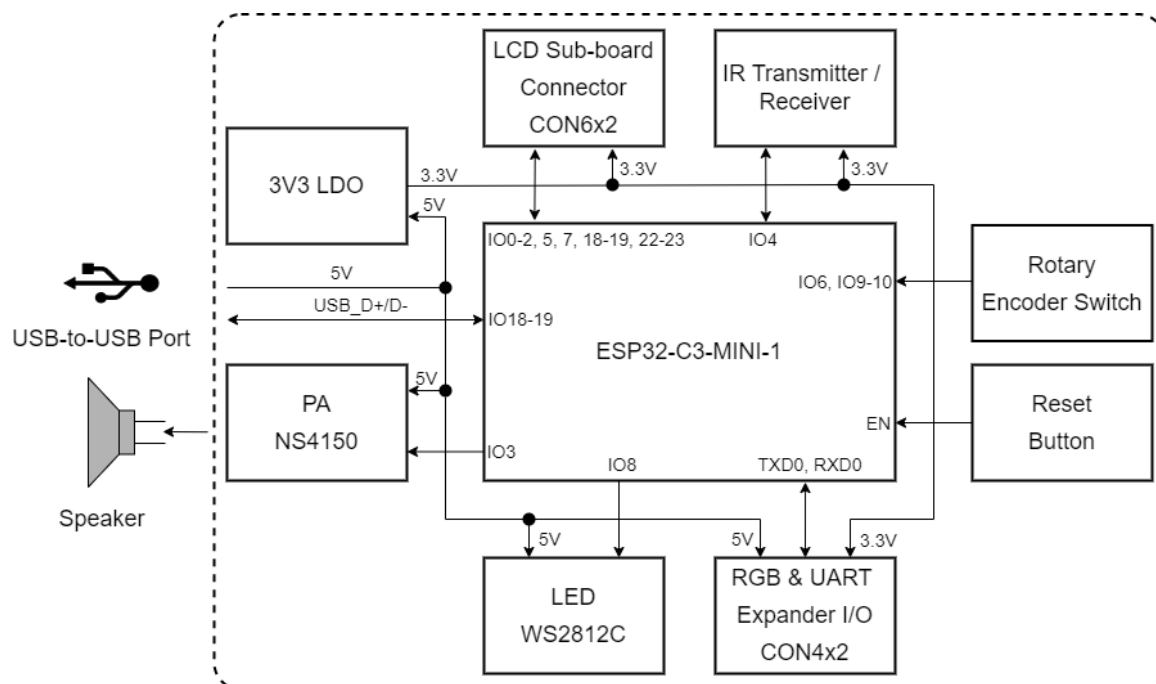 LCD Sub-board
Connector
CON6x2
IR Transmitter /
Receiver
3V3 LDO
3.3V
3.3V
3.3V
5V
IO0-2, 5, 7, 18-19, 22-23
IO4
Rotary
Encoder Switch
IO6, IO9-10
5V
USB_D+/D-
IO18-19
USB-to-USB Port
ESP32-C3-MINI-1
PA
NS4150
5V
IO3
Reset
Button
EN
IO8
TXD0, RXD0
Speaker
5V
5V
3.3V
LED
WS2812C
RGB & UART
Expander I/O
CON4x2